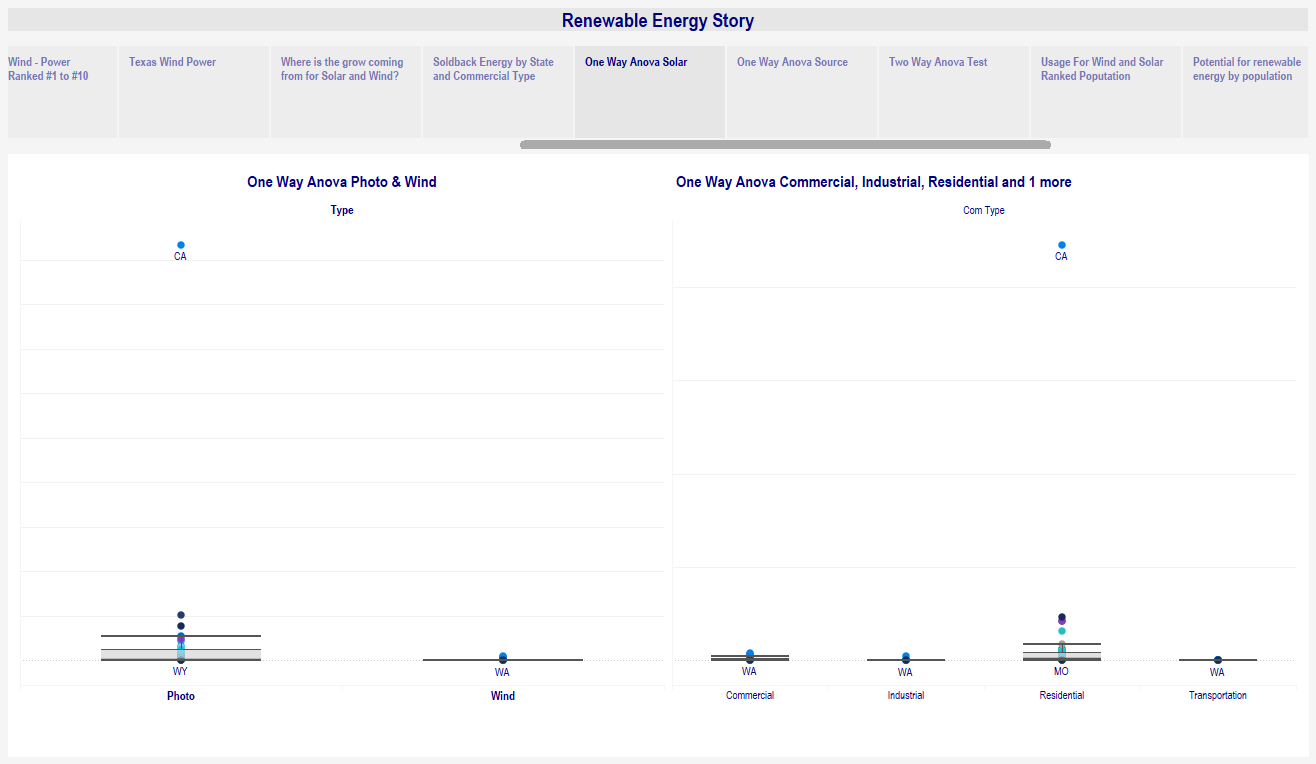 Renewable Energy Story
Wind - Power
Ranked #1 to #10
Texas Wind Power
Where is the grow coming
from for Solar and Wind?
Soldback Energy by State
and Commercial Type
One Way Anova Solar
One Way Anova Source
Two Way Anova Test
Usage For Wind and Solar
Ranked Poputation
Potential for renewable
energy by population
One Way Anova Photo & Wind
Type
CA
WY
WA
Photo
Wind
One Way Anova Commercial, Industrial, Residential and 1 more
Com Type
CA
WA
WA
MO
WA
Commercial
Industrial
Residential
Transportation